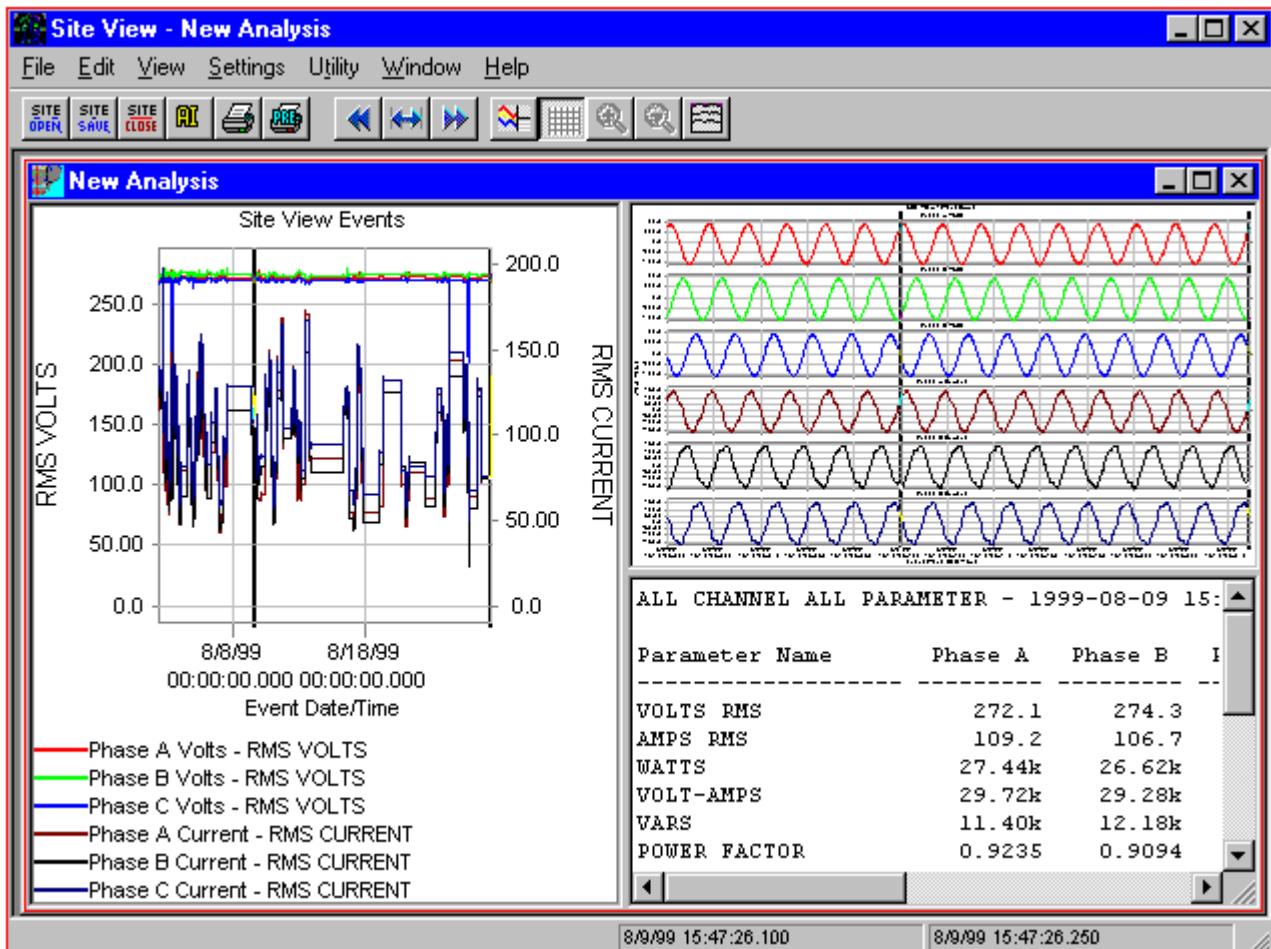 Site View - New Analysis
File Edit View Settings Utility Window Help
SITE OPEN SITE SAVE SITE CLOSE AI PRE
New Analysis
Site View Events
RMS VOLTS
250.0
200.0
150.0
100.0
50.00
0.0
200.0
150.0
100.0
50.00
0.0
RMS CURRENT
8/8/99 8/18/99
00:00:00.000 00:00:00.000
Event Date/Time
Phase A Volts - RMS VOLTS
Phase B Volts - RMS VOLTS
Phase C Volts - RMS VOLTS
Phase A Current - RMS CURRENT
Phase B Current - RMS CURRENT
Phase C Current - RMS CURRENT
ALL CHANNEL ALL PARAMETER - 1999-08-09 15:
Parameter Name Phase A Phase B
-------------------- --------- --------- --
VOLTS RMS 272.1 274.3
AMPS RMS 109.2 106.7
WATTS 27.44k 26.62k
VOLT-AMPS 29.72k 29.28k
VARS 11.40k 12.18k
POWER FACTOR 0.9235 0.9094
8/9/99 15:47:26.100 8/9/99 15:47:26.250